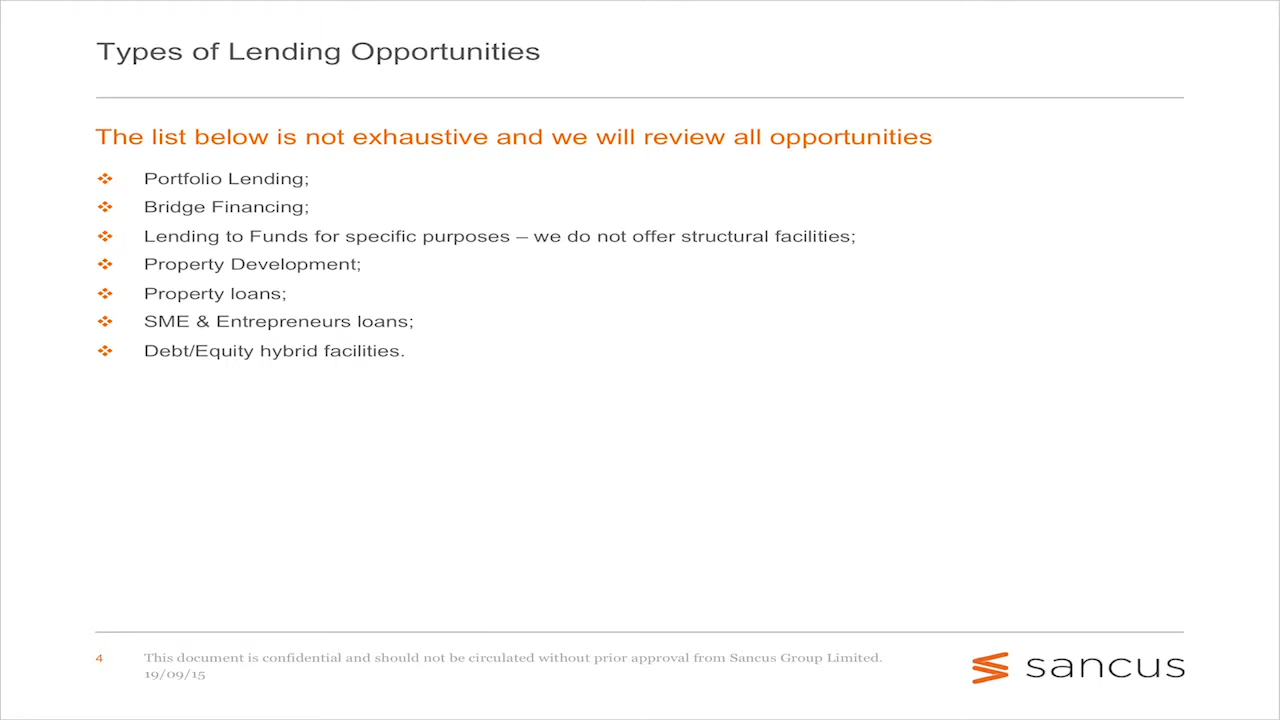 Types of Lending Opportunities
The list below is not exhaustive and we will review all opportunities
Portfolio Lending;
Bridge Financing;
Lending to Funds for specific purposes – we do not offer structural facilities;
Property Development;
Property loans;
SME & Entrepreneurs loans;
Debt/Equity hybrid facilities.
4
This document is confidential and should not be circulated without prior approval from Sancus Group Limited.
19/09/15
sancus